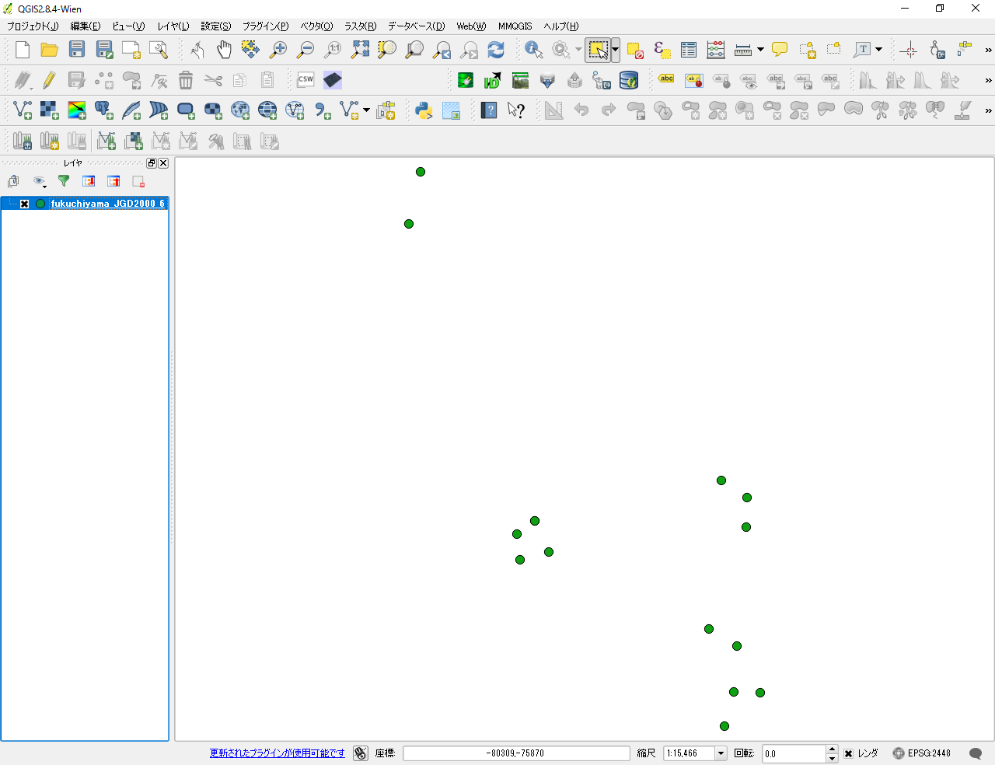 QGIS2.8.4-Wien
プロジェクト(J) 編集(E) ビュー(V) レイヤ(L) 設定(S) プラグイン(P) ベクタ(O) ラスタ(R) データベース(D) Web(W) MMQGIS ヘルプ(H)
CSW
abc
レイヤ
fukuchiyama_JGD2000_6
更新されたプラグインが使用可能です 座標: -80309,-75870 縮尺 1:15,466 回転: 0.0 レンダ EPSG:2448